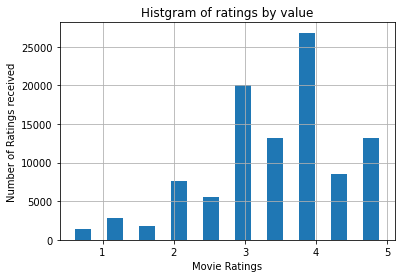 Histgram of ratings by value
Number of Ratings received
25000
20000
15000
10000
5000
0
1 2 3 4 5
Movie Ratings